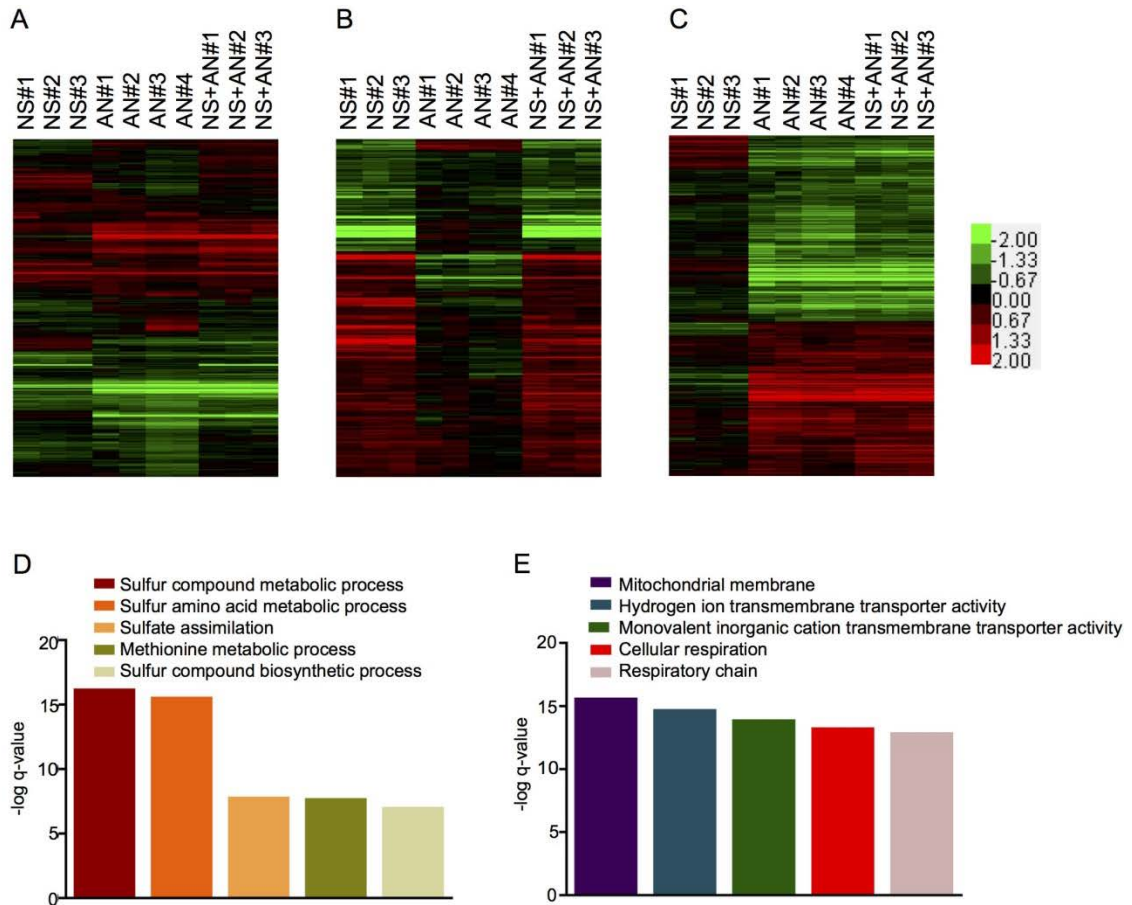 A
NS#1
NS#2
NS#3
AN#1
AN#2
AN#3
AN#4
NS+AN#1
NS+AN#2
NS+AN#3
B
NS#1
NS#2
NS#3
AN#1
AN#2
AN#3
AN#4
NS+AN#1
NS+AN#2
NS+AN#3
C
NS#1
NS#2
NS#3
AN#1
AN#2
AN#3
AN#4
NS+AN#1
NS+AN#2
NS+AN#3
-2.00
-1.33
-0.67
0.00
0.67
1.33
2.00
D
Sulfur compound metabolic process
Sulfur amino acid metabolic process
Sulfate assimilation
Methionine metabolic process
Sulfur compound biosynthetic process
20
15
10
5
0
-log q-value
E
Mitochondrial membrane
Hydrogen ion transmembrane transporter activity
Monovalent inorganic cation transmembrane transporter activity
Cellular respiration
Respiratory chain
20
15
10
5
0
-log q-value